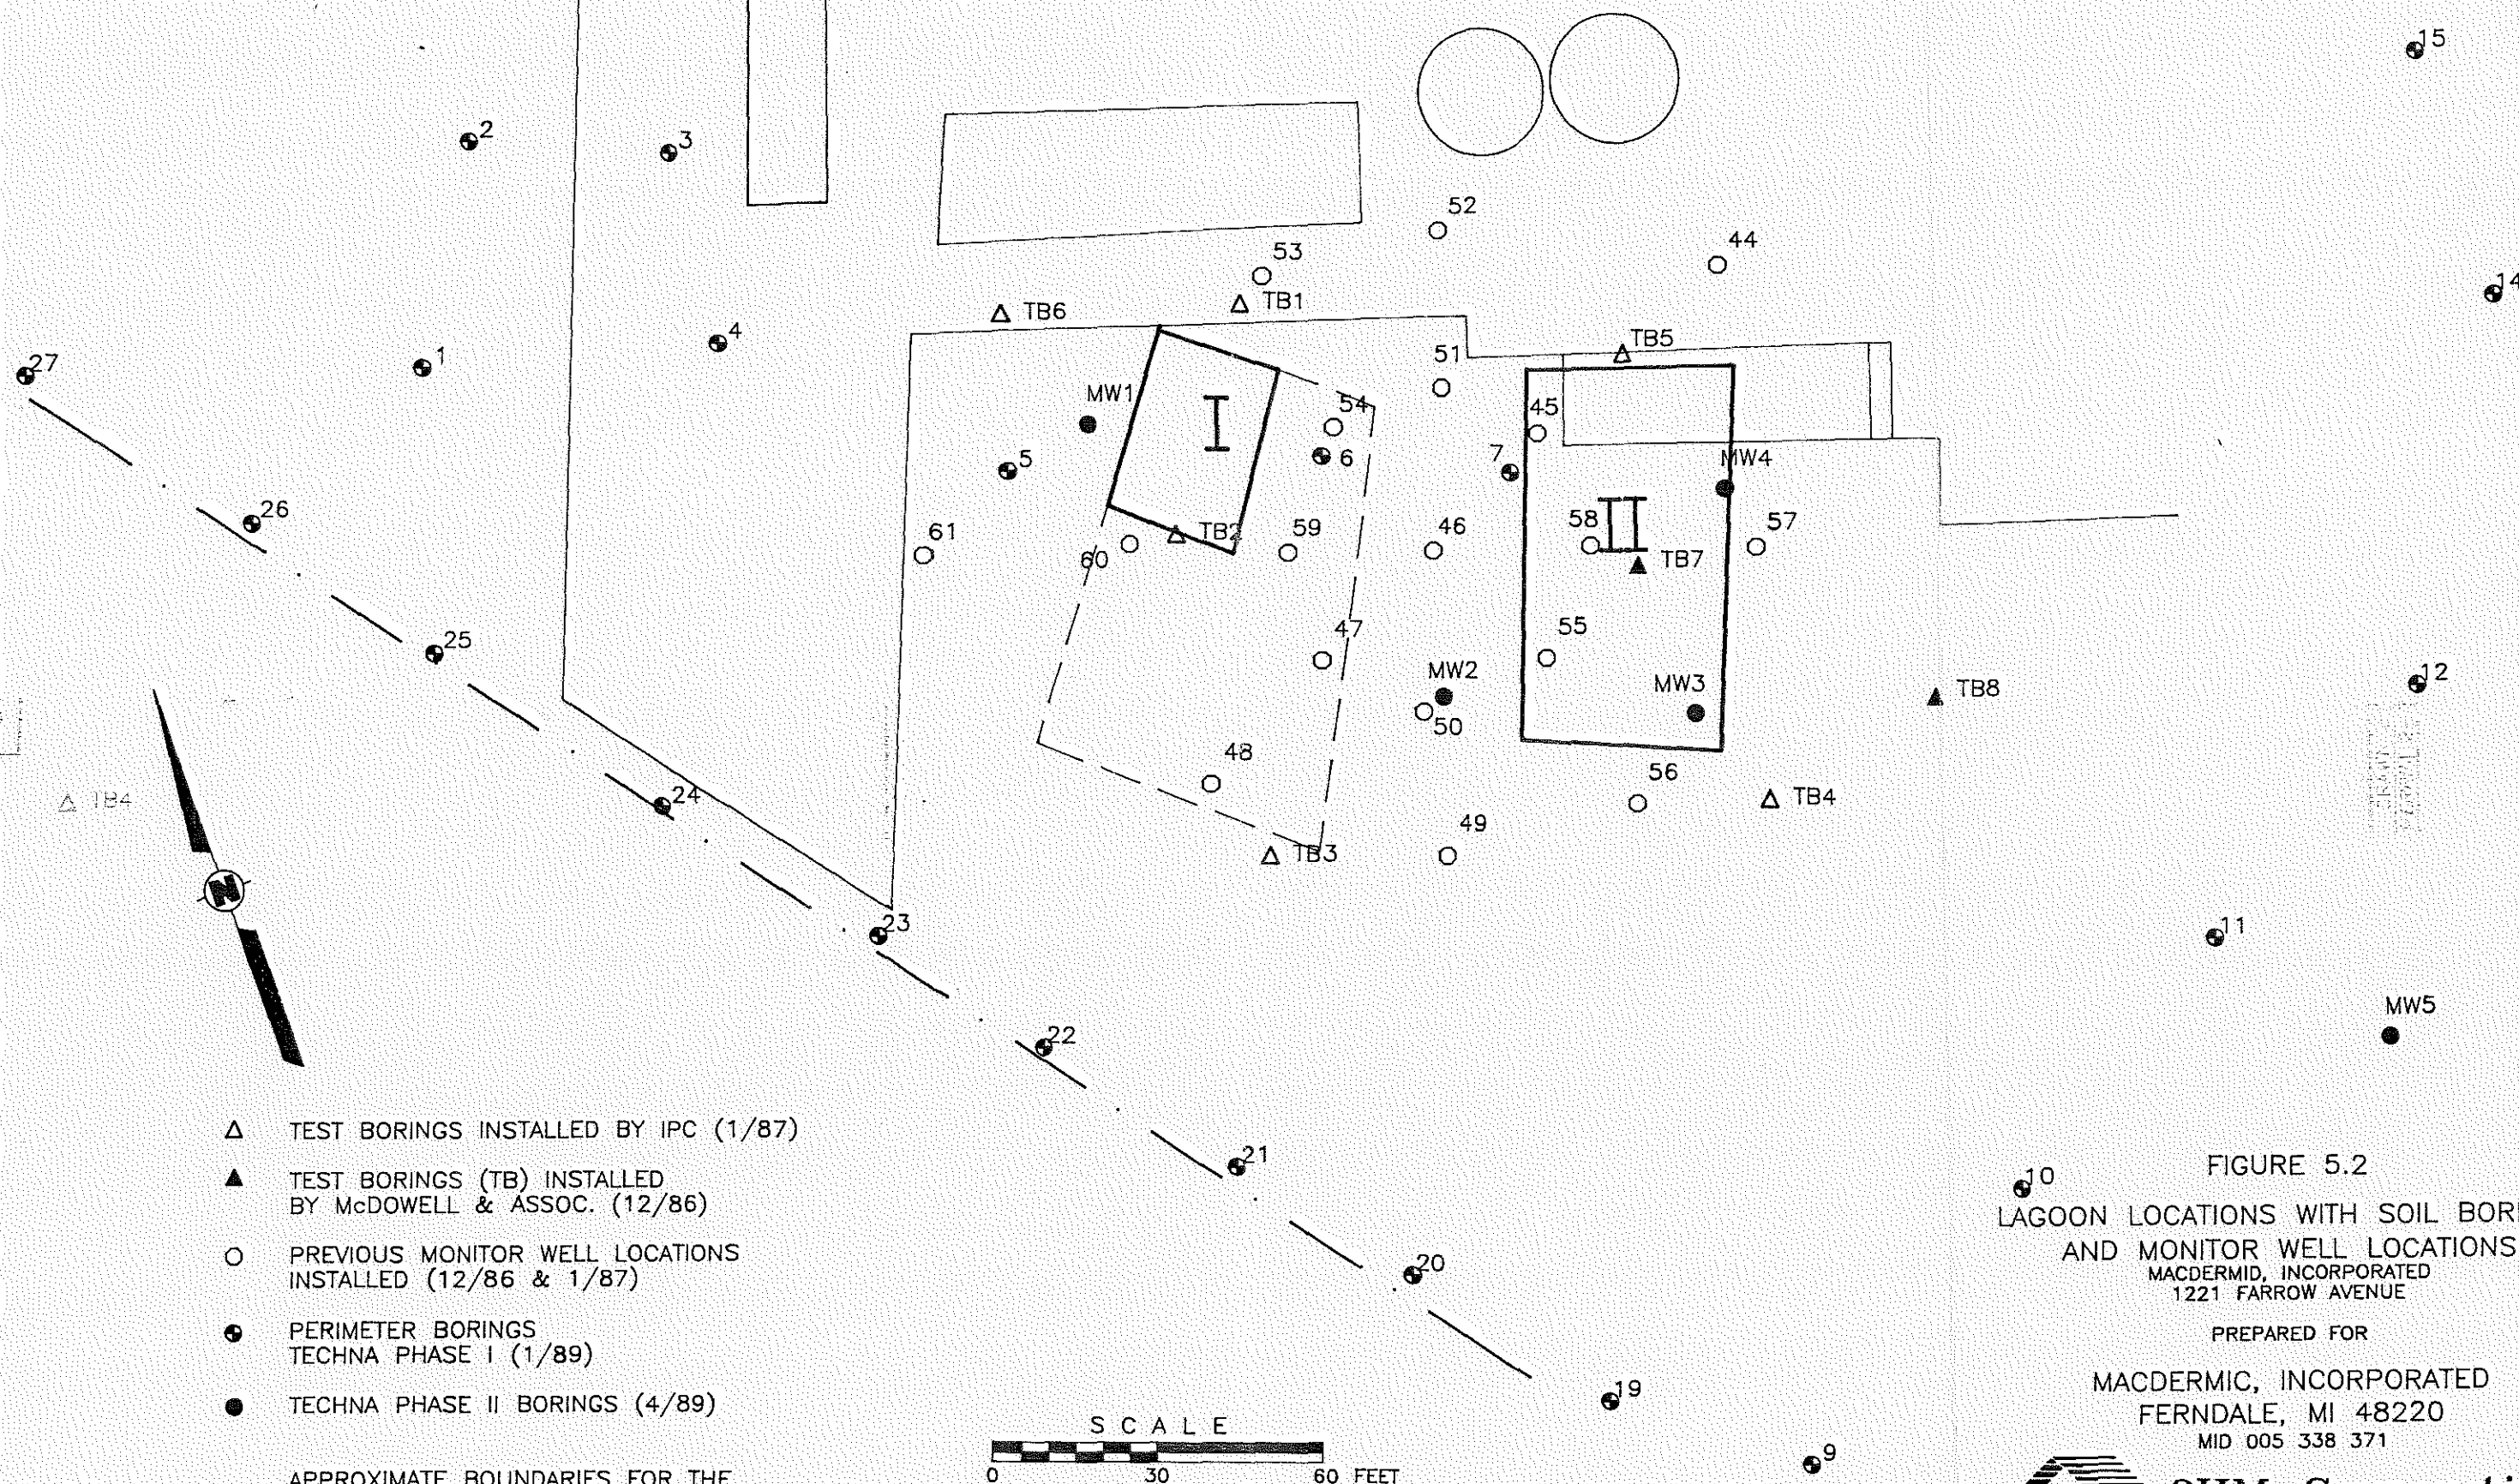 15
2
3
52
44
53
14
TB6
TB1
4
TB5
1
51
27
MW1
54
45
I
5
6
7
MW4
26
61
60
TB2
59
46
58
II
57
TB7
25
47
55
MW2
MW3
12
TB8
50
48
56
24
TB4
TB4
49
TB3
N
23
11
MW5
22
21
10
20
19
9
△ TEST BORINGS INSTALLED BY IPC (1/87)
▲ TEST BORINGS (TB) INSTALLED
BY McDOWELL & ASSOC. (12/86)
○ PREVIOUS MONITOR WELL LOCATIONS
INSTALLED (12/86 & 1/87)
PERIMETER BORINGS
TECHNA PHASE I (1/89)
● TECHNA PHASE II BORINGS (4/89)
APPROXIMATE BOUNDARIES FOR THE
SCALE
0 30 60 FEET
FIGURE 5.2
LAGOON LOCATIONS WITH SOIL BOR
AND MONITOR WELL LOCATIONS
MACDERMID, INCORPORATED
1221 FARROW AVENUE
PREPARED FOR
MACDERMIC, INCORPORATED
FERNDALE, MI 48220
MID 005 338 371